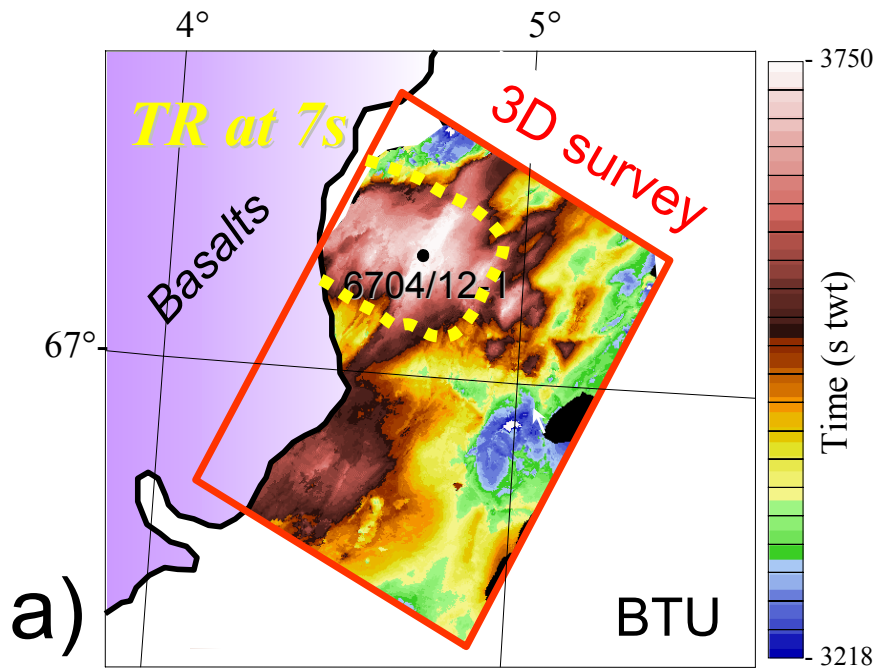 4°
5°
3750
TR at 7s
3D survey
Basalts
6704/12-1
67°
Time (s twt)
a)
BTU
3218